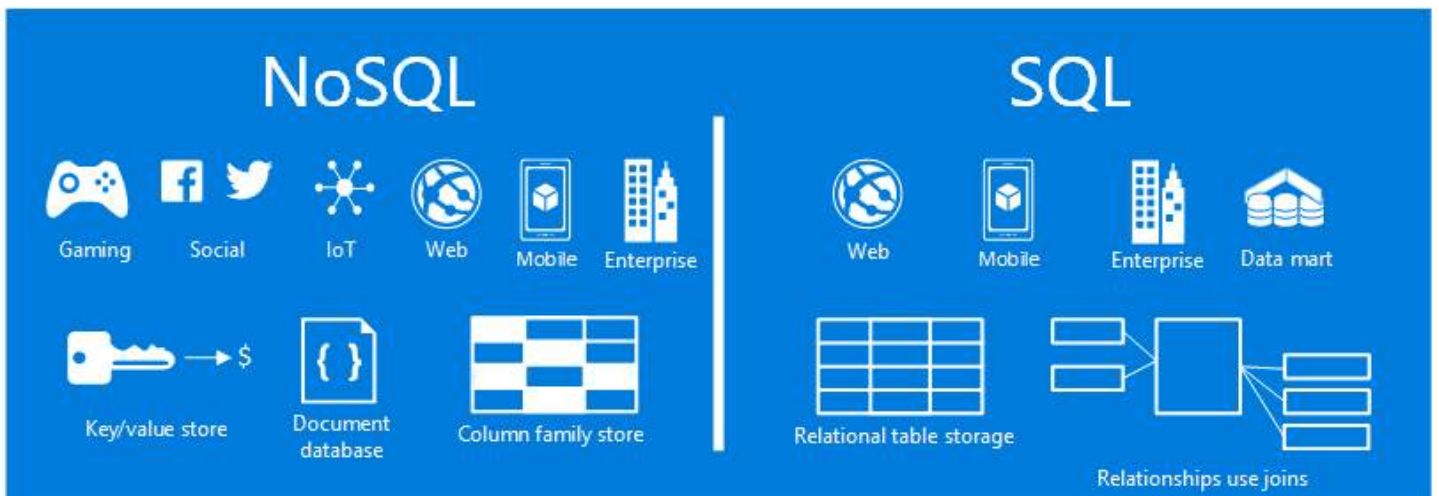 NoSQL
SQL
Gaming
Social
IoT
Web
Mobile
Enterprise
Web
Mobile
Enterprise
Data mart
$
{ }
Key/value store
Document
database
Column family store
Relational table storage
Relationships use joins